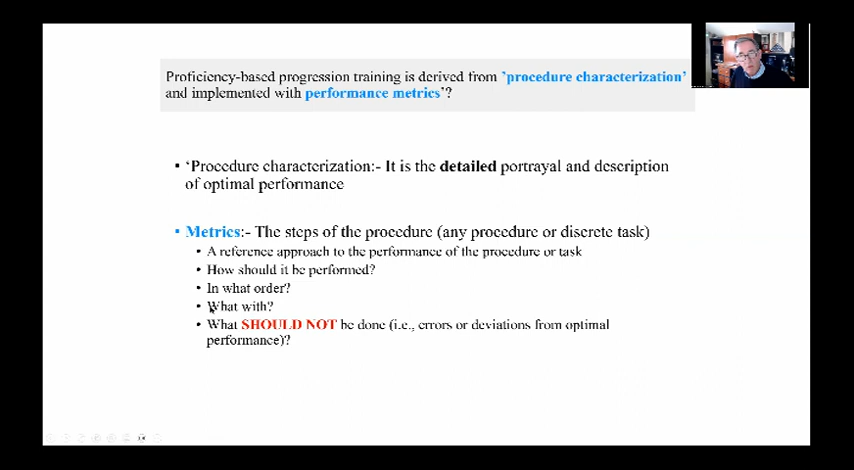 Proficiency-based progression training is derived from ’procedure characterization’
and implemented with performance metrics’?
• ‘Procedure characterization:- It is the detailed portrayal and description
of optimal performance
• Metrics:- The steps of the procedure (any procedure or discrete task)
• A reference approach to the performance of the procedure or task
• How should it be performed?
• In what order?
• What with?
• What SHOULD NOT be done (i.e., errors or deviations from optimal
performance)?